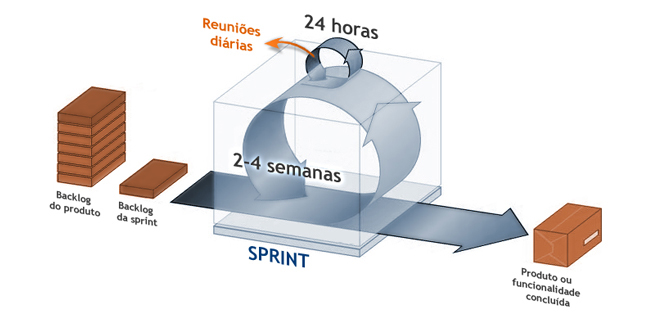 Reuniões
diárias
24 horas
2-4 semanas
Backlog
do produto
Backlog
da sprint
SPRINT
Produto ou
funcionalidade
concluída